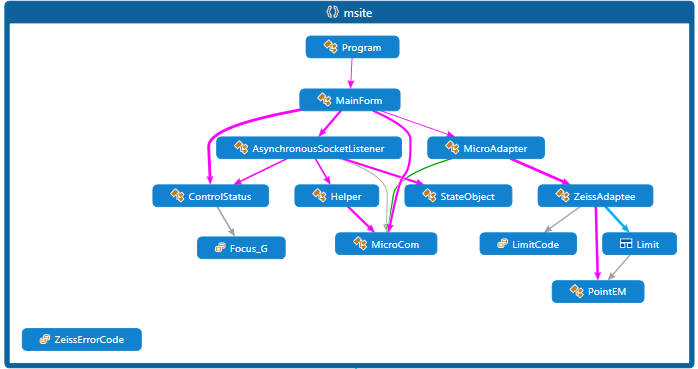 msite
Program
MainForm
AsynchronousSocketListener
MicroAdapter
ControlStatus
Helper
StateObject
ZeissAdaptee
Focus_G
MicroCom
LimitCode
Limit
PointEM
ZeissErrorCode